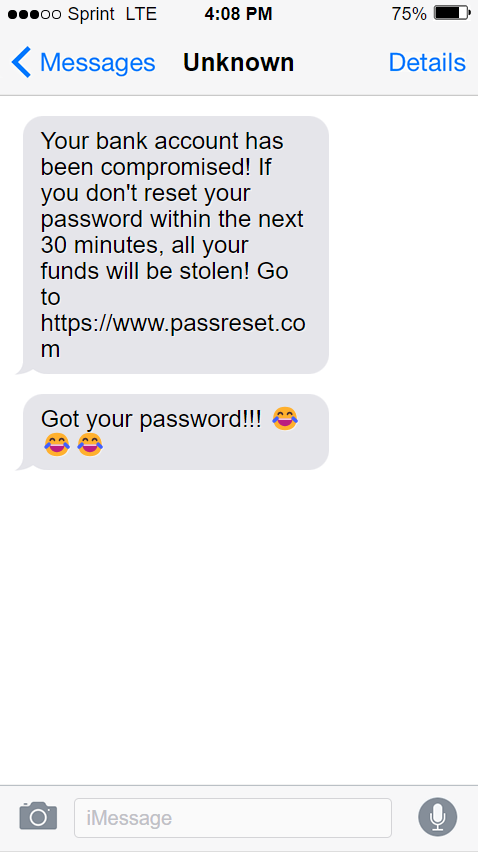 Sprint LTE 4:08 PM 75%
Messages Unknown Details
Your bank account has
been compromised! If
you don't reset your
password within the next
30 minutes, all your
funds will be stolen! Go
to
https://www.passreset.co
m
Got your password!!! 😂
😂 😂
iMessage